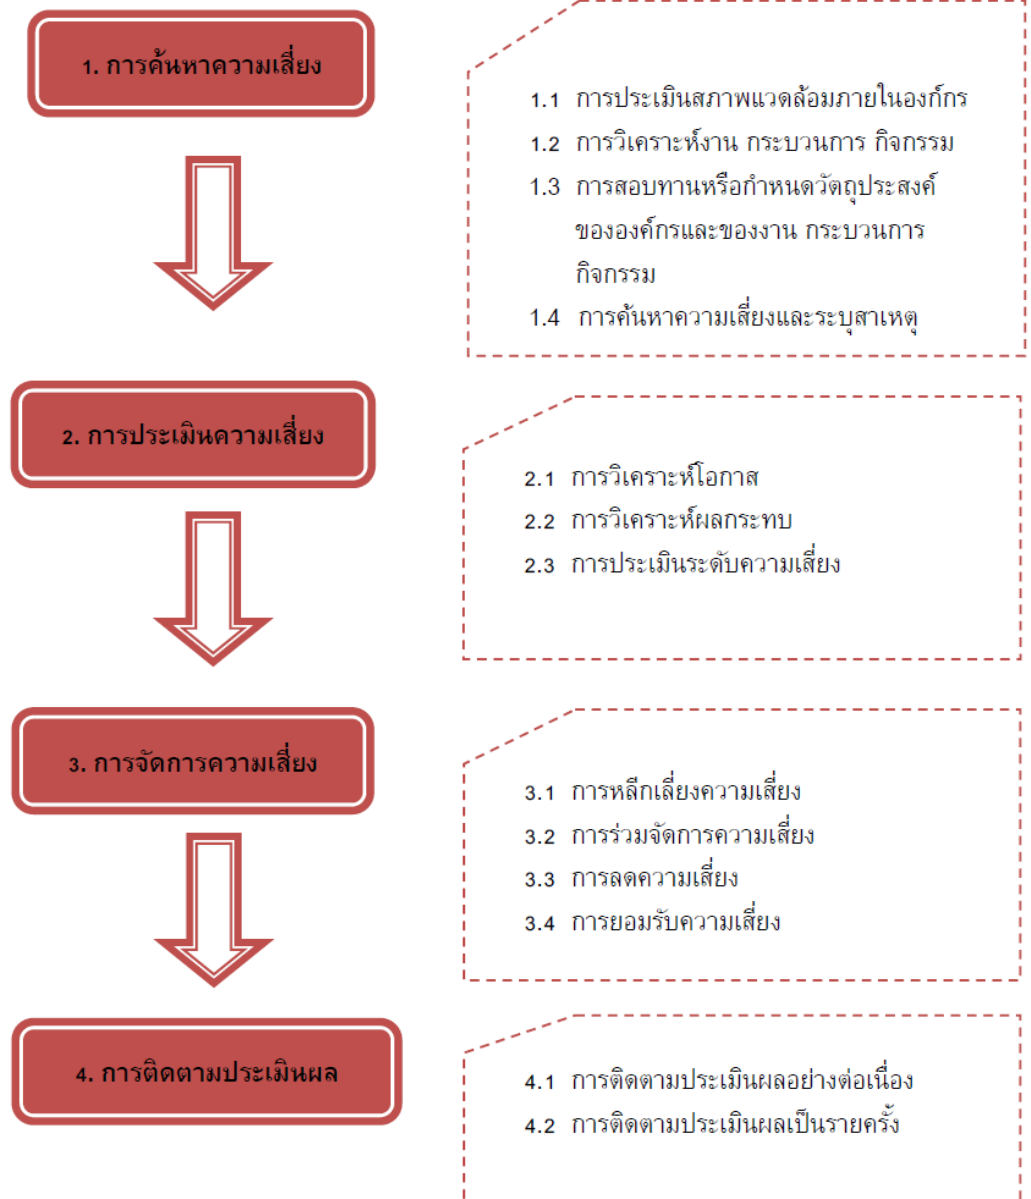 1. การค้นหาความเสี่ยง
1.1 การประเมินสภาพแวดล้อมภายในองก์กร
1.2 การวิเคราะห์งาน กระบวนการ กิจกรรม
1.3 การสอบทานหรือกำหนดวัตถุประสงค์
ขององค์กรและของงาน กระบวนการ
กิจกรรม
1.4 การค้นหาความเสี่ยงและระบุสาเหตุ
2. การประเมินความเสี่ยง
2.1 การวิเคราะห์โอกาส
2.2 การวิเคราะห์ผลกระทบ
2.3 การประเมินระดับความเสี่ยง
3. การจัดการความเสี่ยง
3.1 การหลีกเลี่ยงความเสี่ยง
3.2 การร่วมจัดการความเสี่ยง
3.3 การลดความเสี่ยง
3.4 การยอมรับความเสี่ยง
4. การติดตามประเมินผล
4.1 การติดตามประเมินผลอย่างต่อเนื่อง
4.2 การติดตามประเมินผลเป็นรายครั้ง